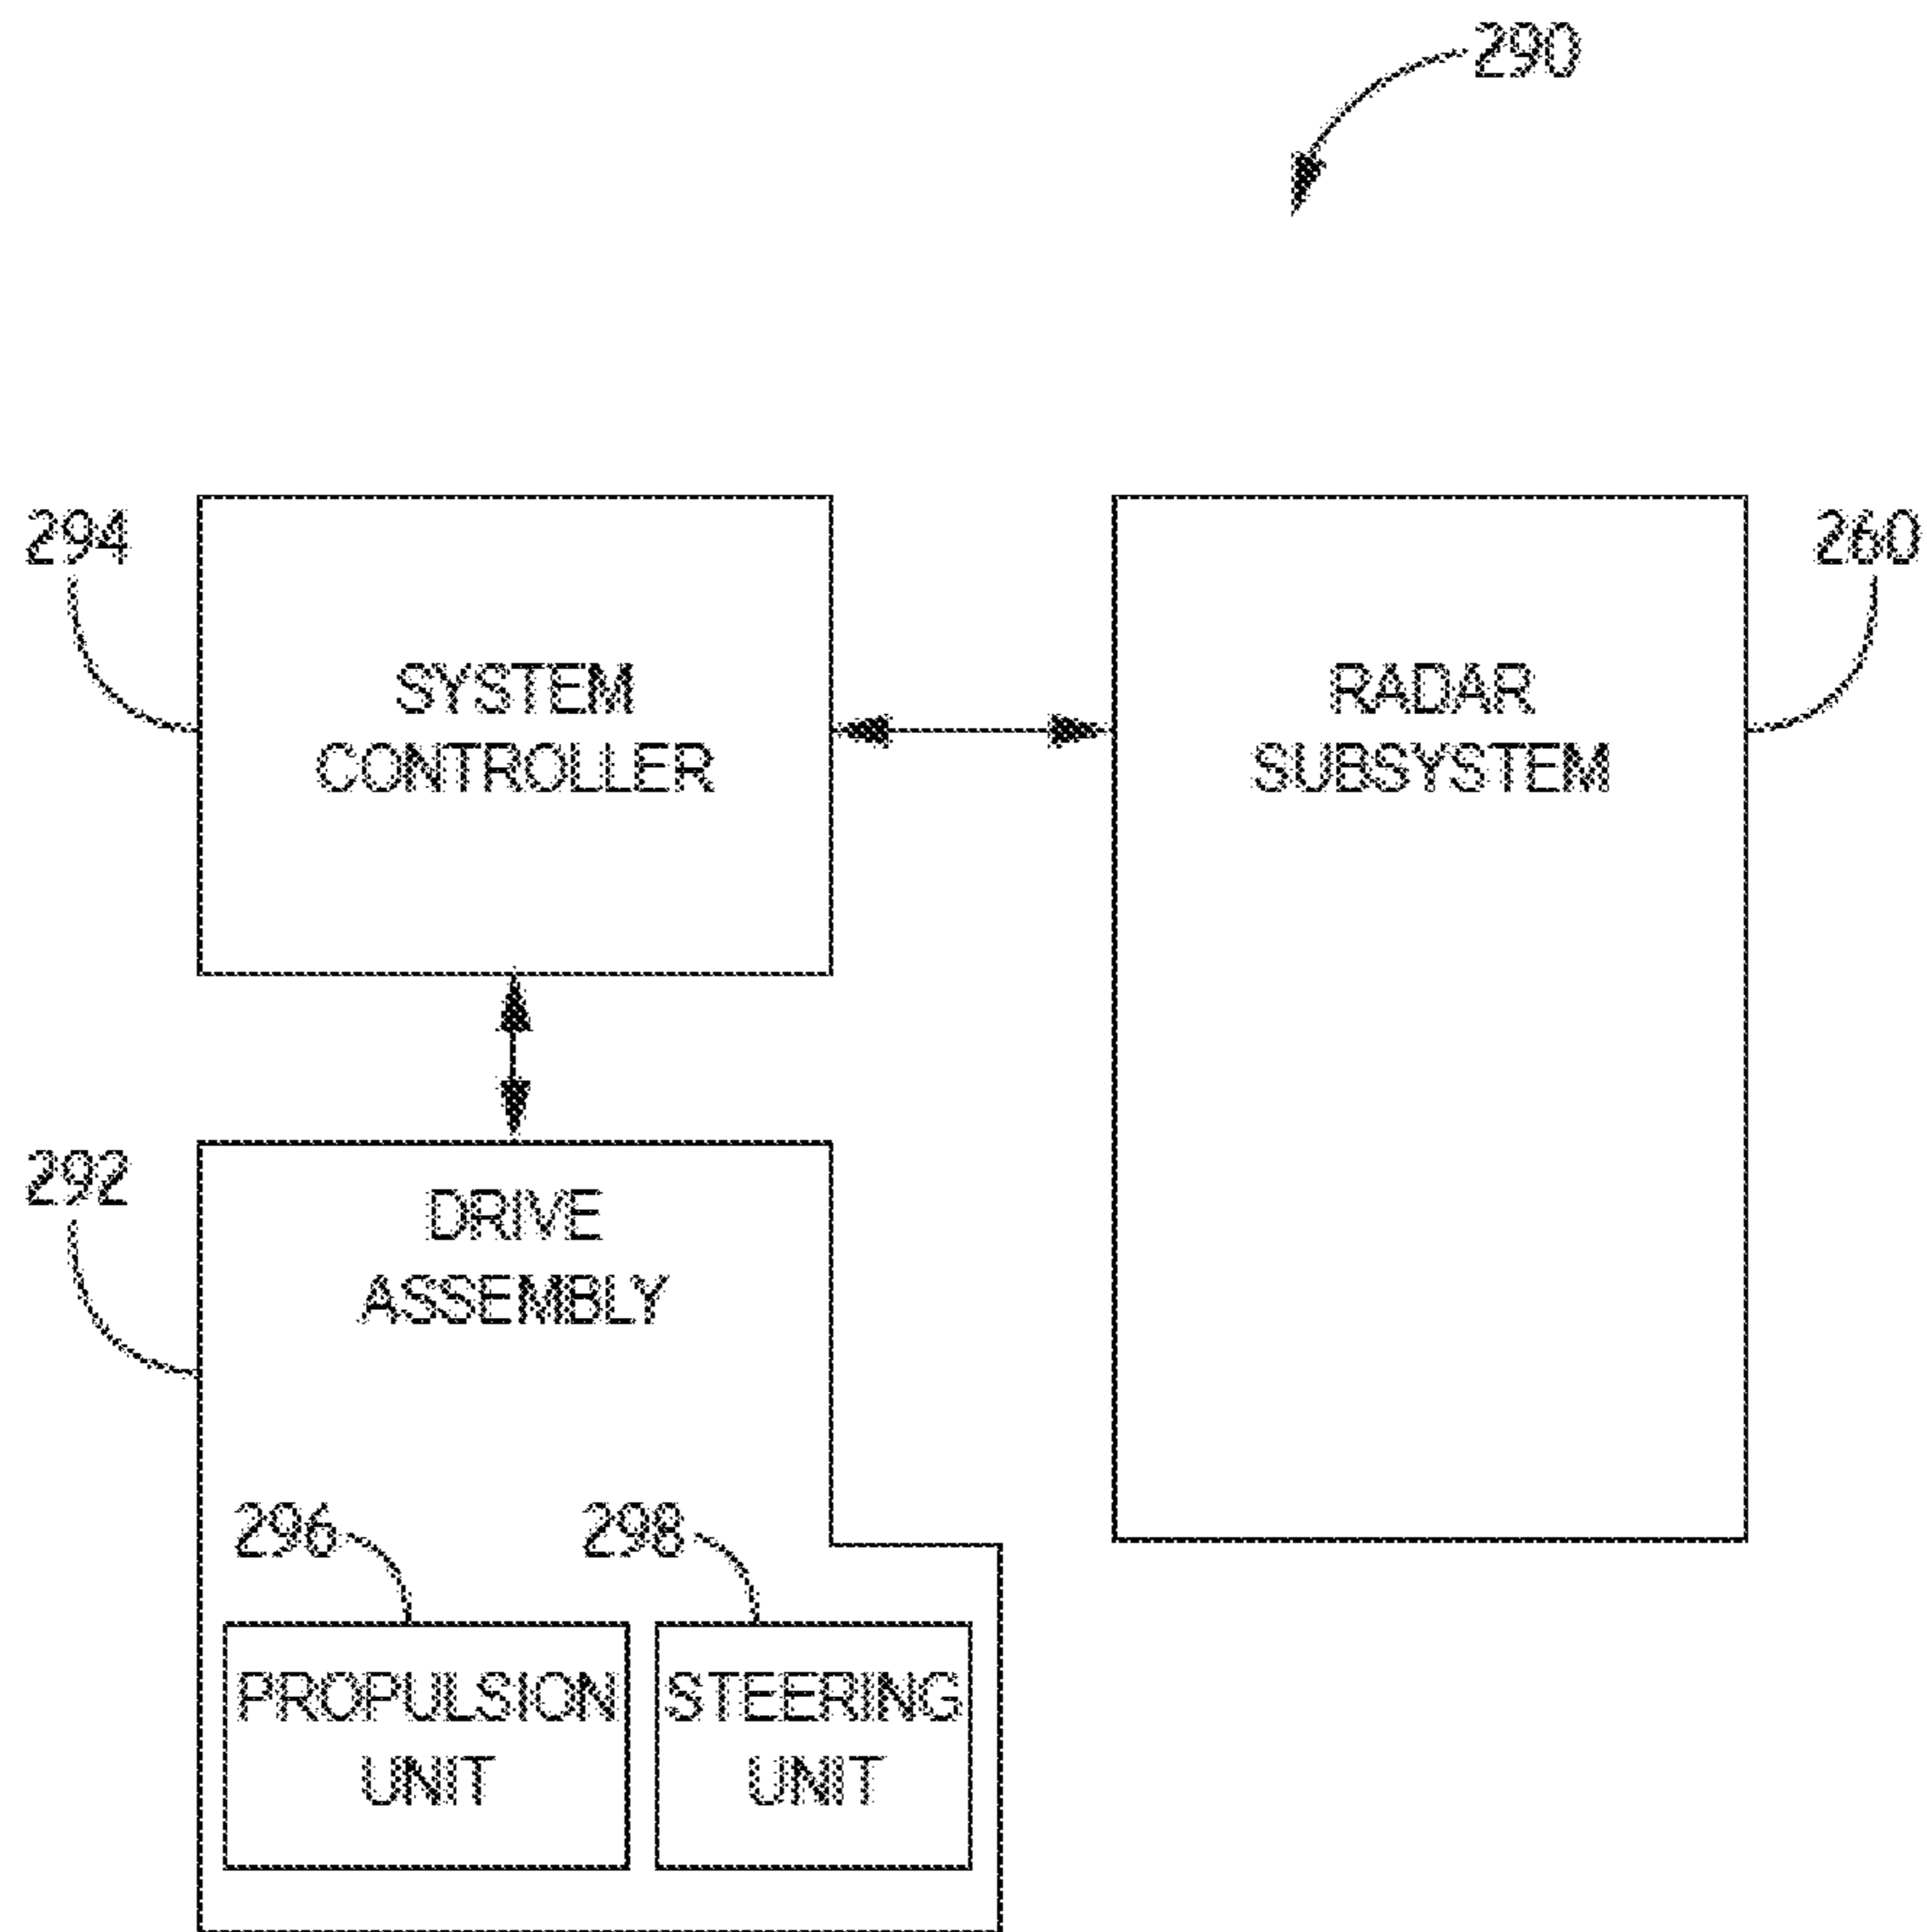 290
294
260
SYSTEM
CONTROLLER
RADAR
SUBSYSTEM
292
DRIVE
ASSEMBLY
296
298
PROPULSION
UNIT
STEERING
UNIT